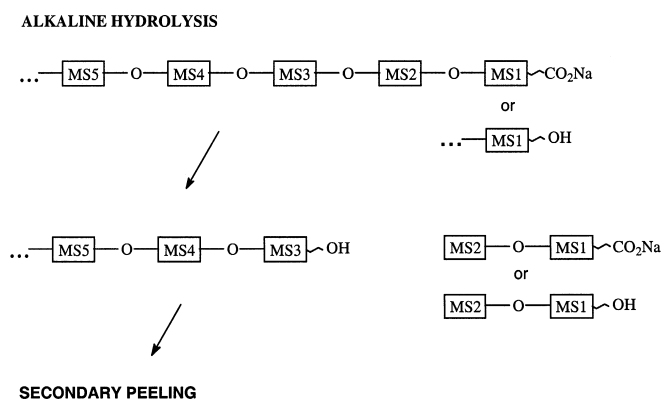 ALKALINE HYDROLYSIS
... MS5 O MS4 O MS3 O MS2 O MS1 CO₂Na
or
... MS1 OH
... MS5 O MS4 O MS3 OH
MS2 O MS1 CO₂Na
or
MS2 O MS1 OH
SECONDARY PEELING